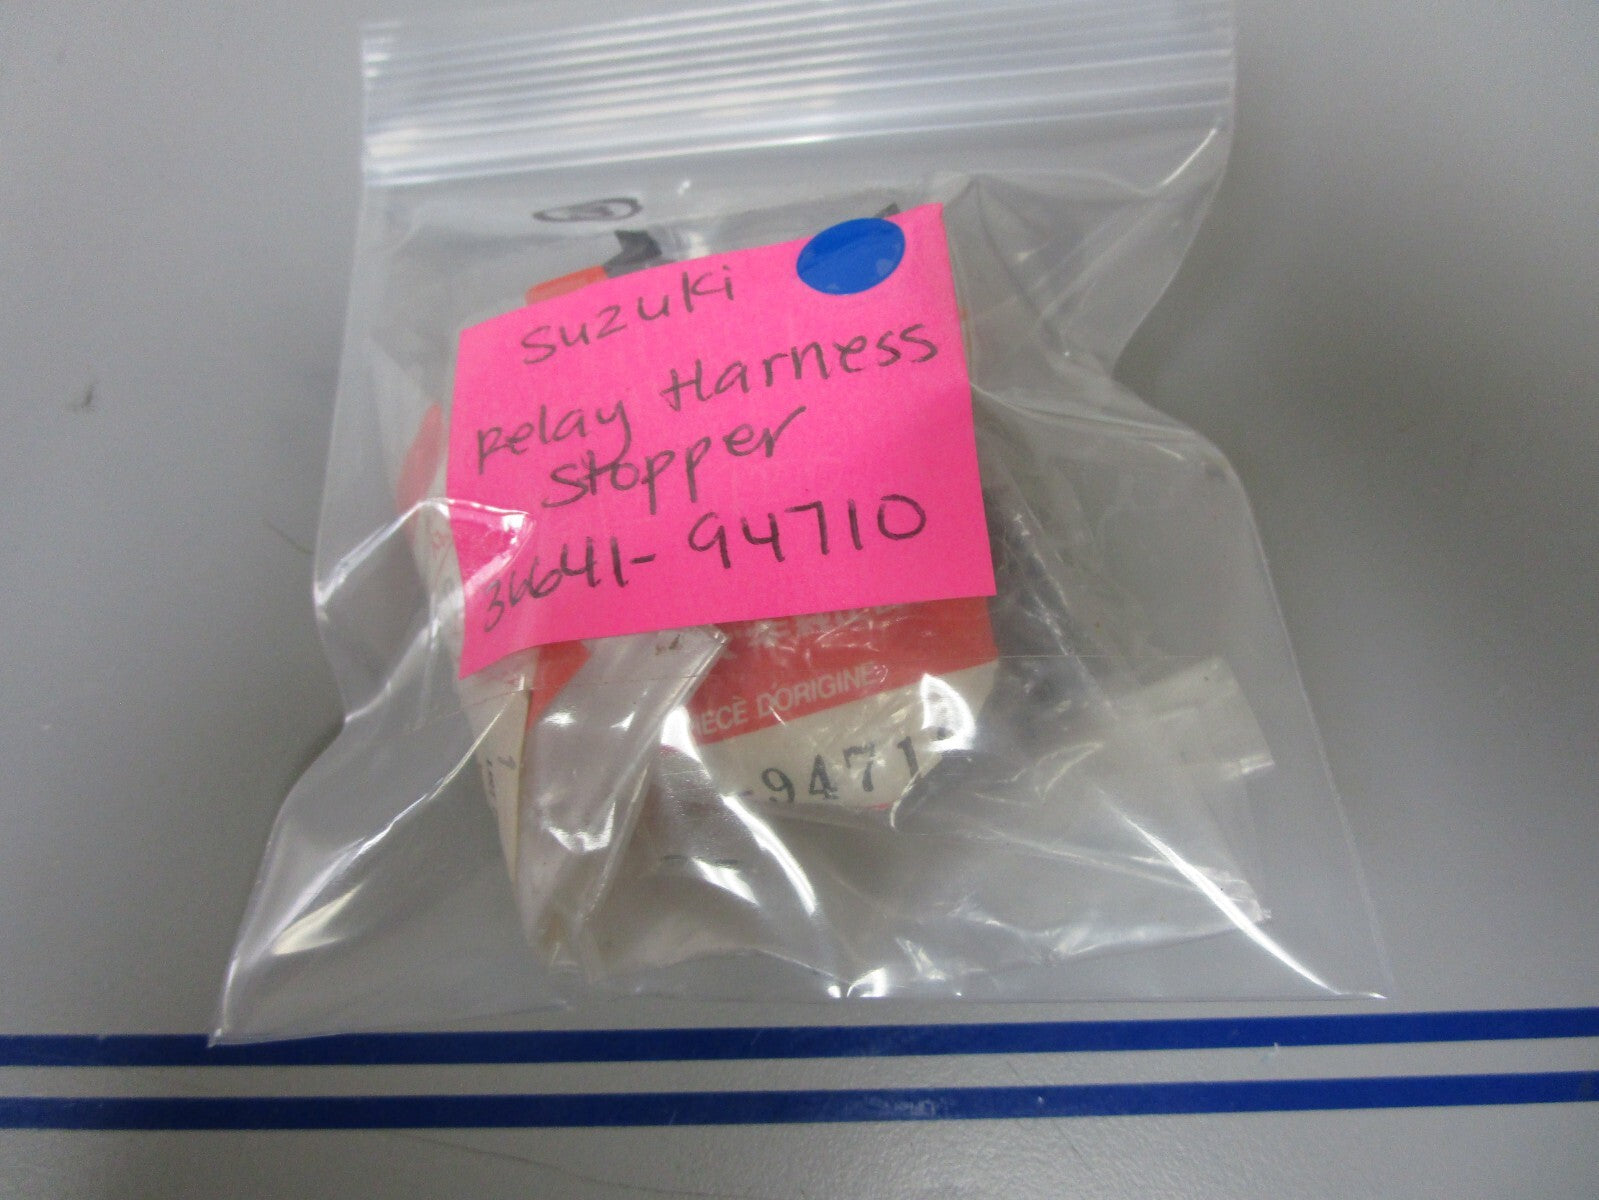 Suzuki
Relay Harness
Stopper
36641-94710
PIECE D'ORIGINE
-9471